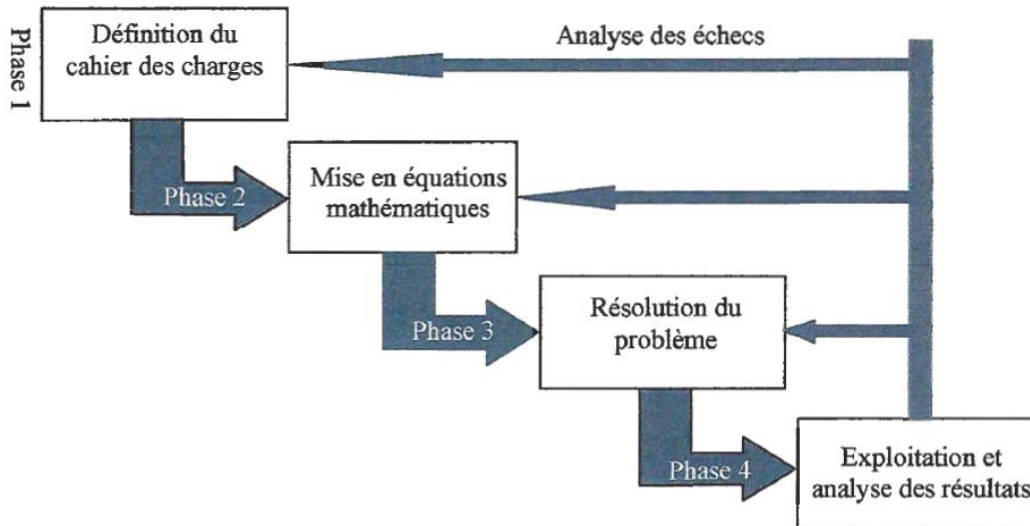 Phase 1
Définition du
cahier des charges
Analyse des échecs
Phase 2
Mise en équations
mathématiques
Phase 3
Résolution du
problème
Phase 4
Exploitation et
analyse des résultats